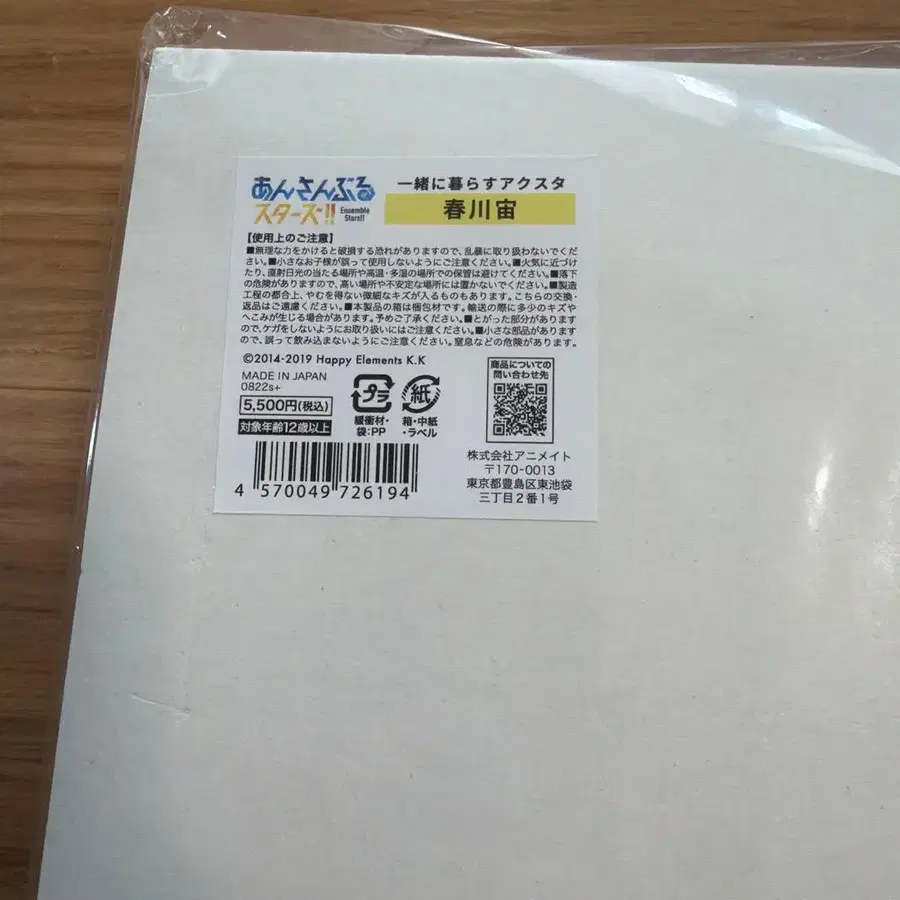 あんさんぶる
スターズ!!
Ensemble
Stars!!
一緒に暮らすアクスタ
春川宙
【使用上のご注意】
■無理な力をかけると破損する恐れがありますので、乱暴に取り扱わないでくだ
さい。■小さなお子様が誤って使用しないようにご注意ください。■火気に近づけ
たり、直射日光の当たる場所や高温・多湿の場所での保管は避けてください。■落下
の危険がありますので、高い場所や不安定な場所には置かないでください。■製造
工程の都合上、やむを得ない微細なキズが入るものもあります。こちらの交換・
返品はご遠慮ください。■本製品の箱は梱包材です。輸送の際に多少のキズや
へこみが生じる場合があります。予めご了承ください。■とがった部分があります
ので、ケガをしないようにお取り扱いにはご注意ください。■小さな部品がありま
すので、誤って飲み込まないでください。窒息などの危険があります。
©2014-2019 Happy Elements K.K
MADE IN JAPAN
0822s+
5,500円(税込)
対象年齢12歳以上
プラ
緩衝材・
袋:PP
紙
箱・中紙
・ラベル
商品についての
問い合わせ先
株式会社アニメイト
〒170-0013
東京都豊島区東池袋
三丁目2番1号
4 570049 726194